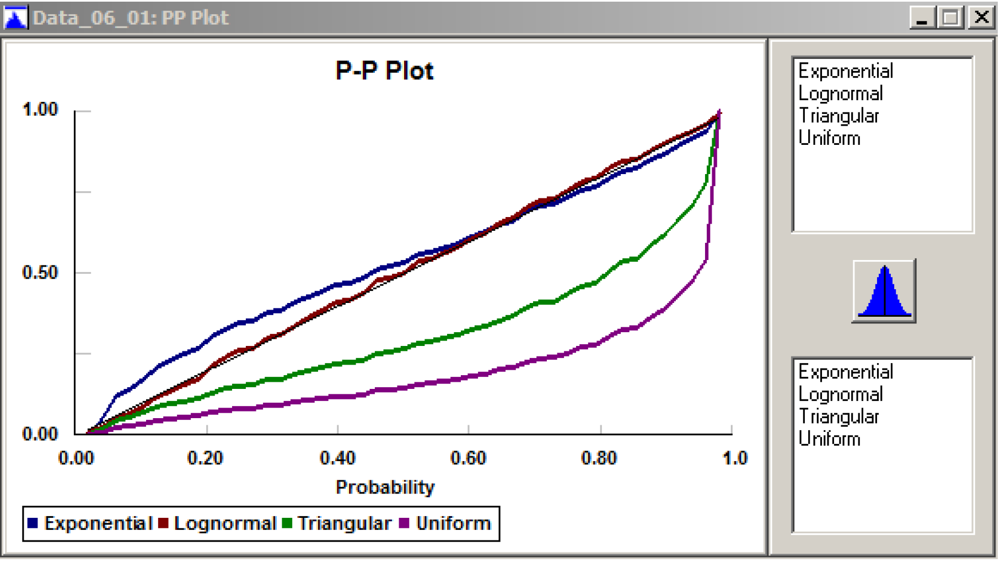 Data_06_01: PP Plot
P-P Plot
1.00
0.50
0.00
0.00 0.20 0.40 0.60 0.80 1.0
Probability
Exponential Lognormal Triangular Uniform
Exponential
Lognormal
Triangular
Uniform
Exponential
Lognormal
Triangular
Uniform